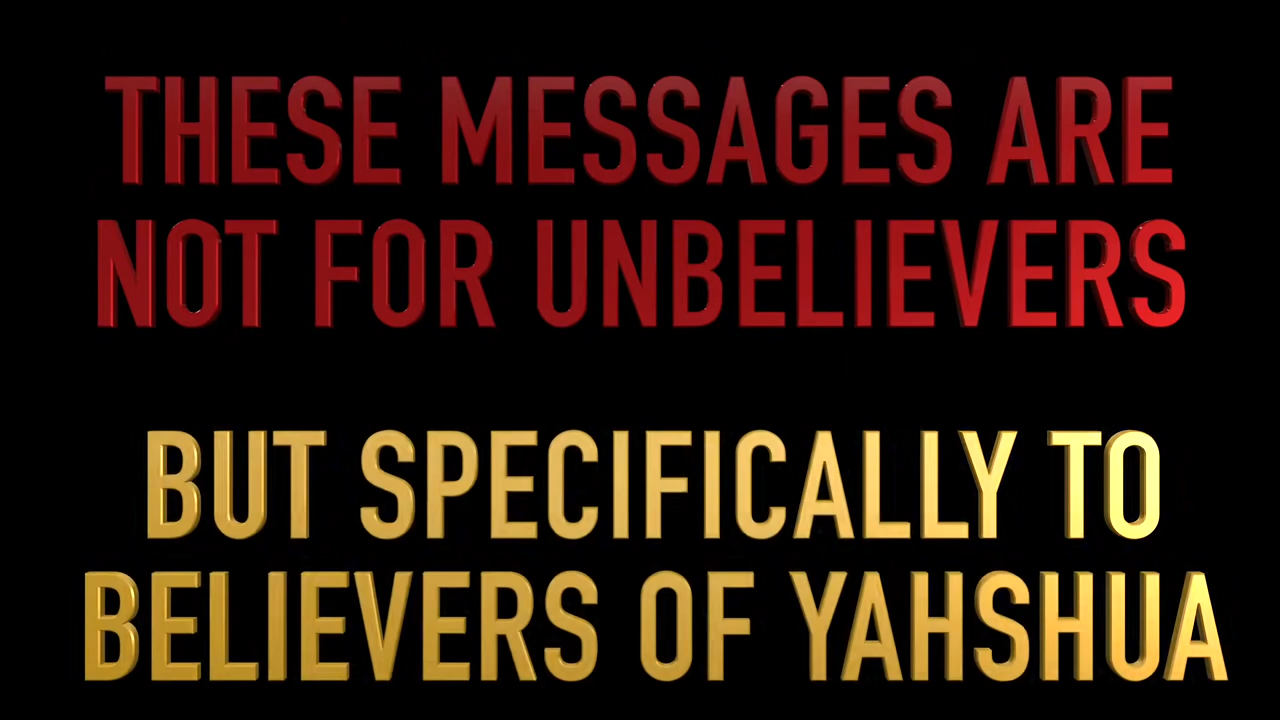 THESE MESSAGES ARE
NOT FOR UNBELIEVERS
BUT SPECIFICALLY TO
BELIEVERS OF YAHSHUA